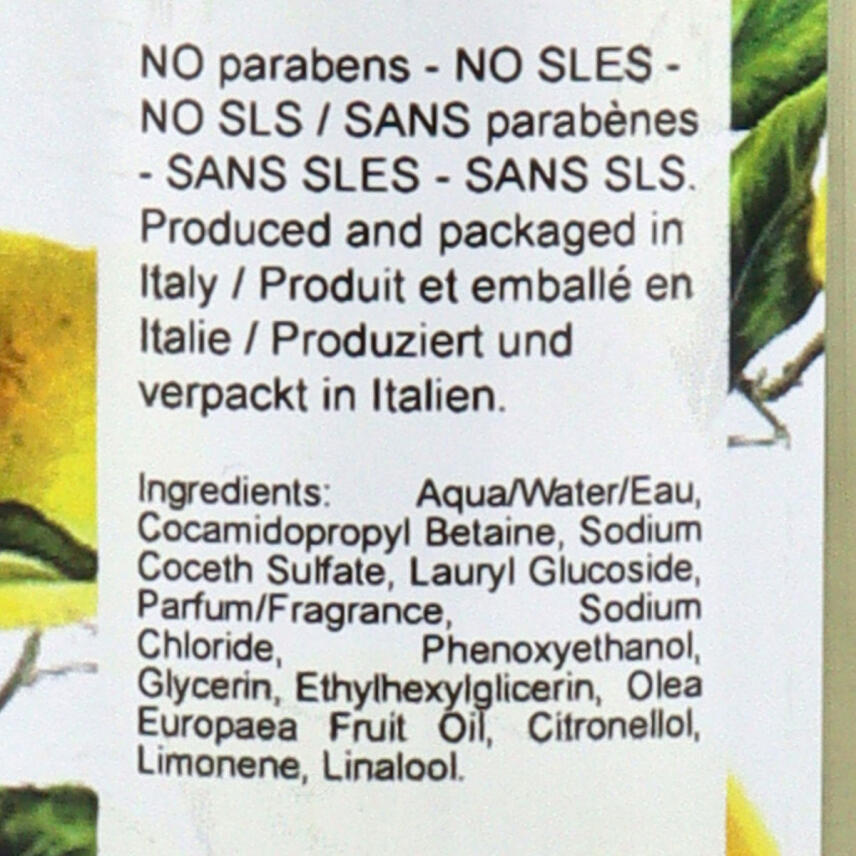 NO parabens - NO SLES -
NO SLS / SANS parabènes
- SANS SLES - SANS SLS.
Produced and packaged in
Italy / Produit et emballé en
Italie / Produziert und
verpackt in Italien.
Ingredients: Aqua/Water/Eau,
Cocamidopropyl Betaine, Sodium
Coceth Sulfate, Lauryl Glucoside,
Parfum/Fragrance, Sodium
Chloride, Phenoxyethanol,
Glycerin, Ethylhexylglicerin, Olea
Europaea Fruit Oil, Citronellol,
Limonene, Linalool.